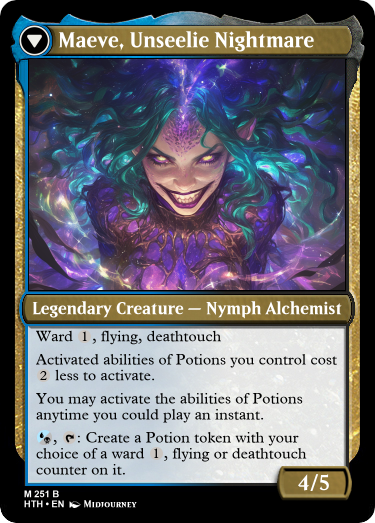 Maeve, Unseelie Nightmare
Legendary Creature — Nymph Alchemist
Ward 1, flying, deathtouch
Activated abilities of Potions you control cost
2 less to activate.
You may activate the abilities of Potions
anytime you could play an instant.
, : Create a Potion token with your
choice of a ward 1, flying or deathtouch
counter on it.
4/5
M 251 B
HTH • EN Midjourney